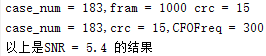 case_num = 183,fram = 1000 crc = 15
case_num = 183,crc = 15,CFOFreq = 300
以上是SNR = 5.4 的结果